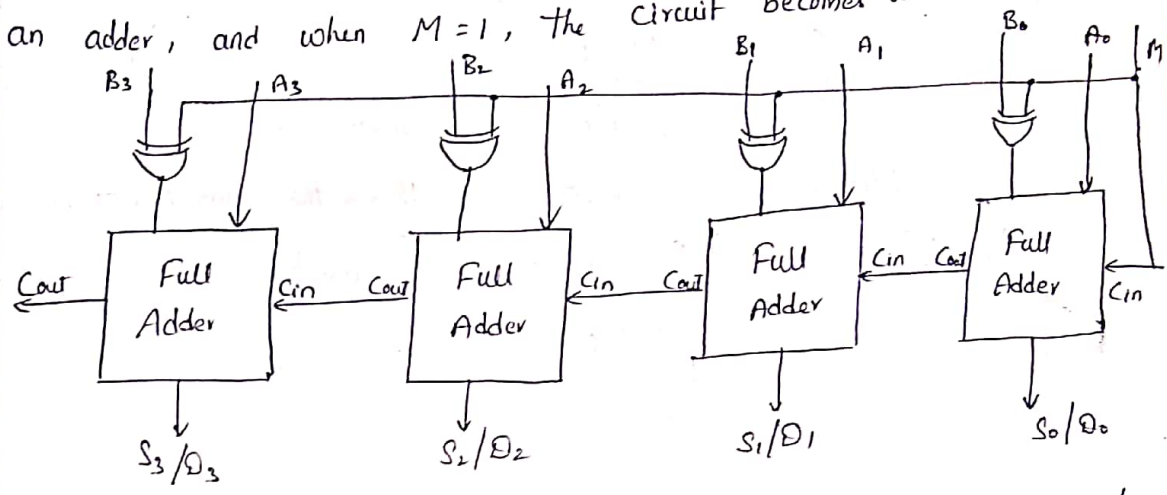 an adder, and when M = 1, the circuit becomes
B3 A3 B2 A2 B1 A1 B0 A0 M
Full Adder Full Adder Full Adder Full Adder
Cout Cin Cout Cin Cout Cin Cout Cin
S3/D3 S2/D2 S1/D1 S0/D0